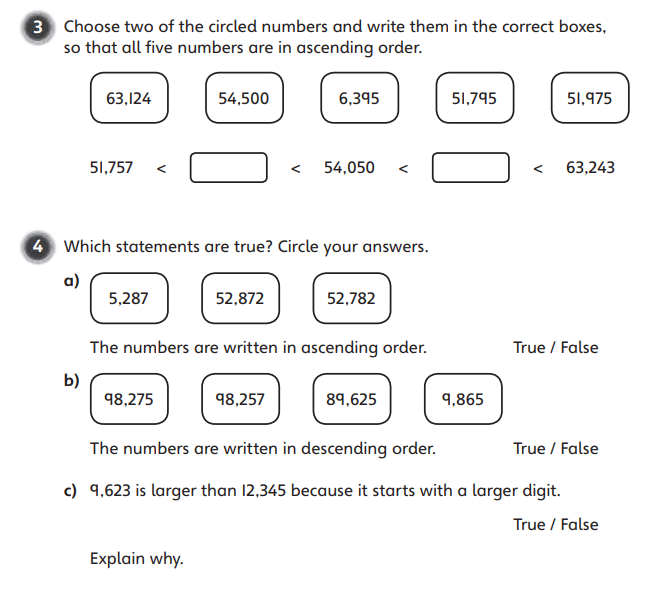 3 Choose two of the circled numbers and write them in the correct boxes,
so that all five numbers are in ascending order.
63,124 54,500 6,395 51,795 51,975
51,757 < < 54,050 < < 63,243
4 Which statements are true? Circle your answers.
a) 5,287 52,872 52,782
The numbers are written in ascending order. True / False
b) 98,275 98,257 89,625 9,865
The numbers are written in descending order. True / False
c) 9,623 is larger than 12,345 because it starts with a larger digit.
True / False
Explain why.